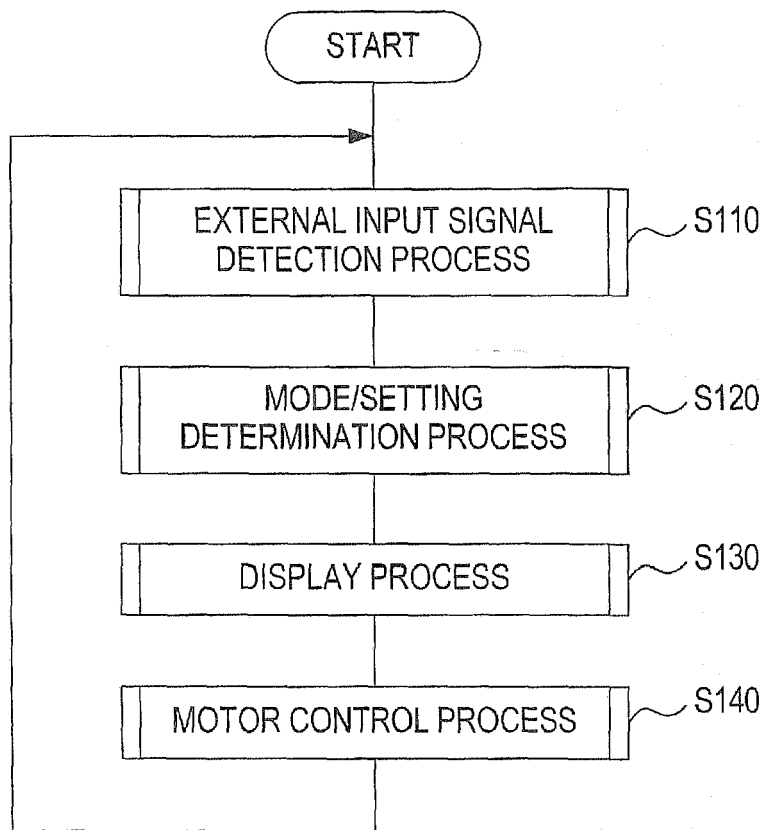 START
EXTERNAL INPUT SIGNAL
DETECTION PROCESS
S110
MODE/SETTING
DETERMINATION PROCESS
S120
DISPLAY PROCESS
S130
MOTOR CONTROL PROCESS
S140